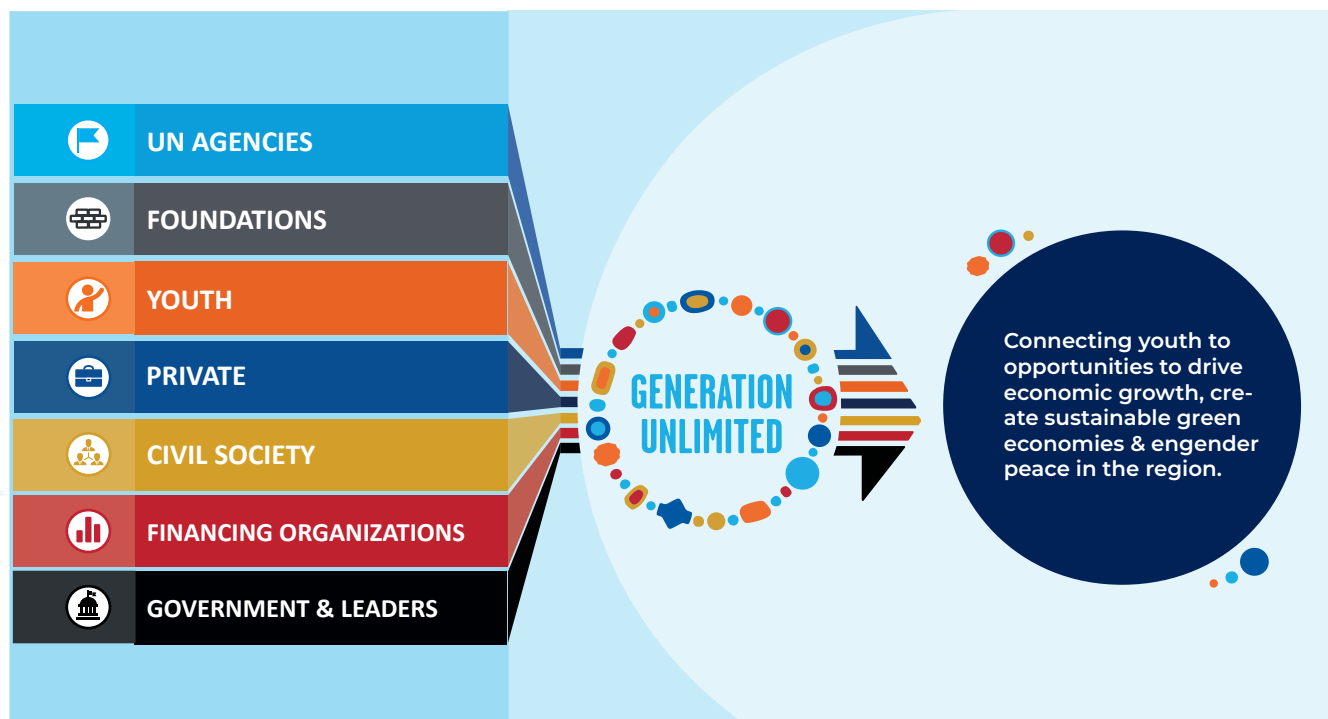 UN AGENCIES
FOUNDATIONS
YOUTH
PRIVATE
CIVIL SOCIETY
FINANCING ORGANIZATIONS
GOVERNMENT & LEADERS
GENERATION
UNLIMITED
Connecting youth to
opportunities to drive
economic growth, cre-
ate sustainable green
economies & engender
peace in the region.